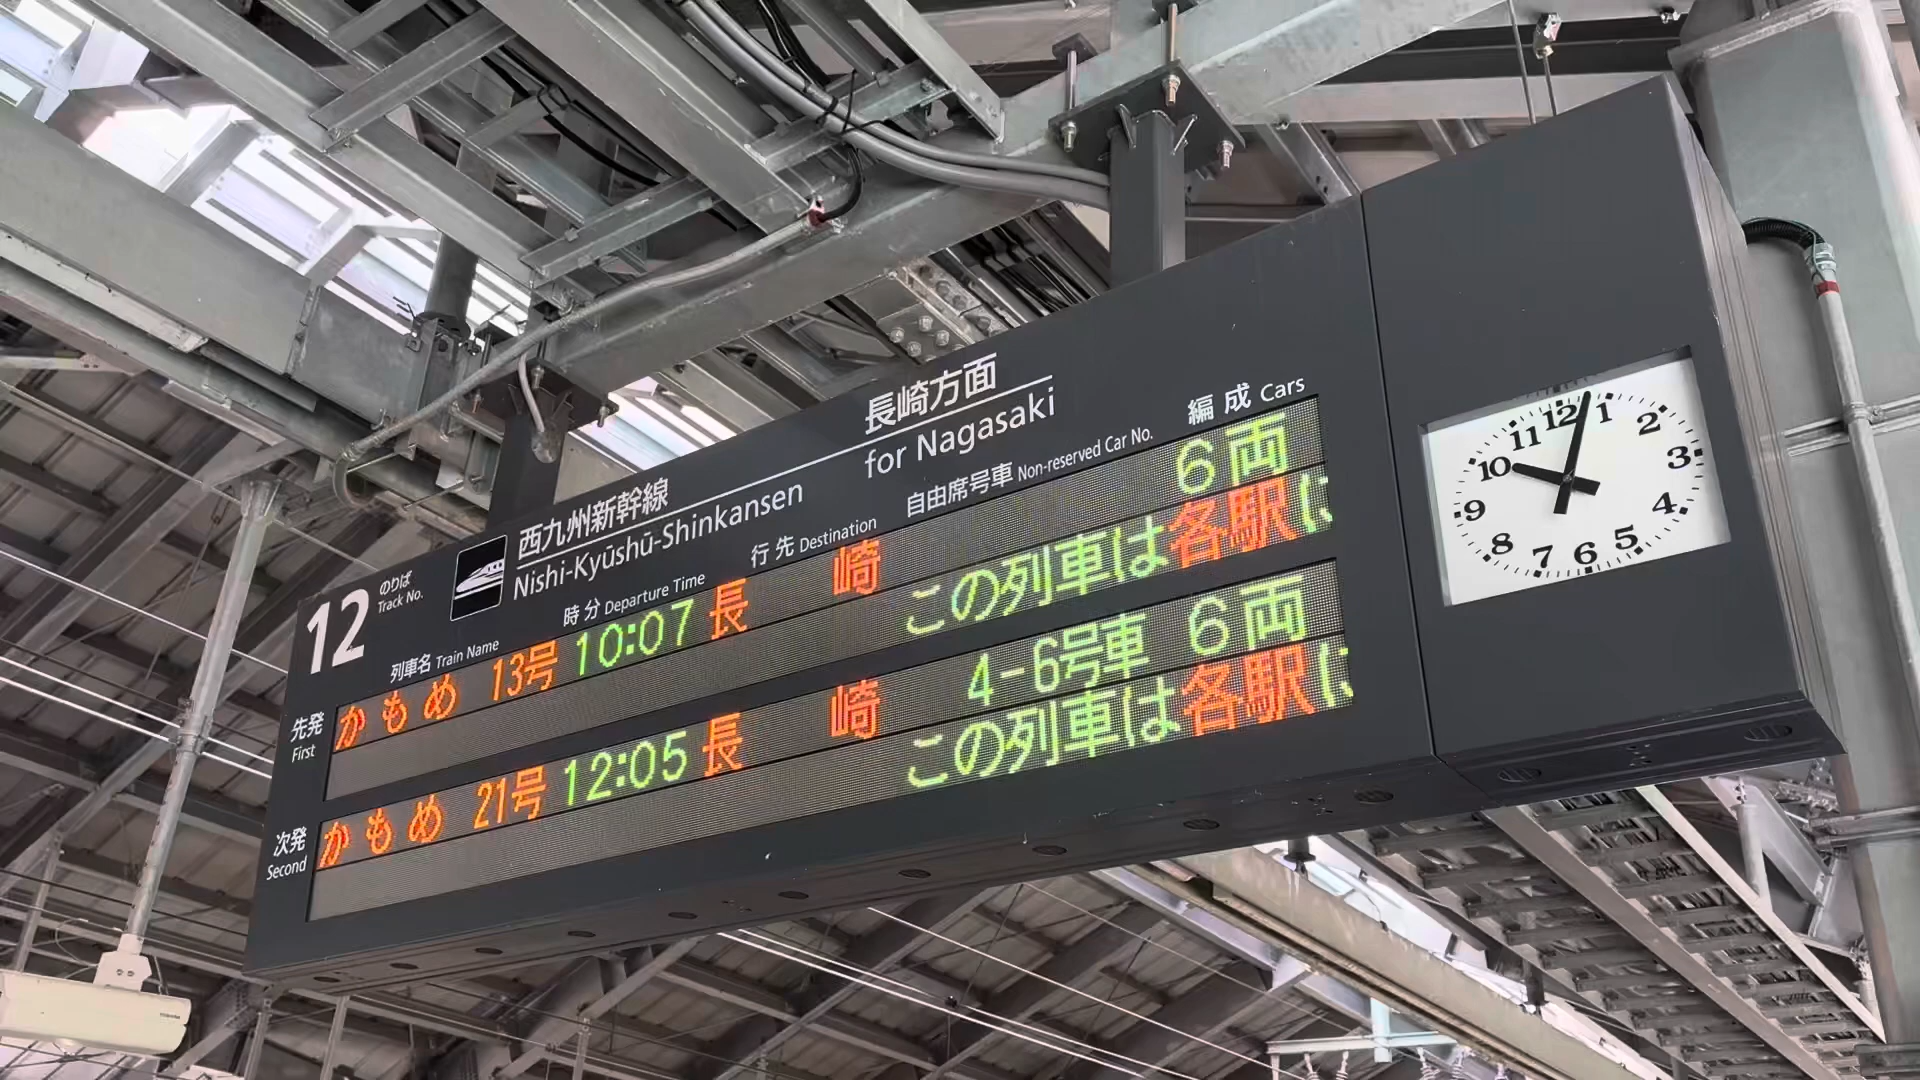 12 のりば
Track No.
西九州新幹線
Nishi-Kyūshū-Shinkansen
長崎方面
for Nagasaki
列車名 Train Name 時分 Departure Time 行先 Destination 自由席号車 Non-reserved Car No. 編成 Cars
先発
First
かもめ 13号 10:07 長崎 6両
この列車は各駅に
次発
Second
かもめ 21号 12:05 長崎 4-6号車 6両
この列車は各駅に
12 1 2 3 4 5 6 7 8 9 10 11
TOSHIBA